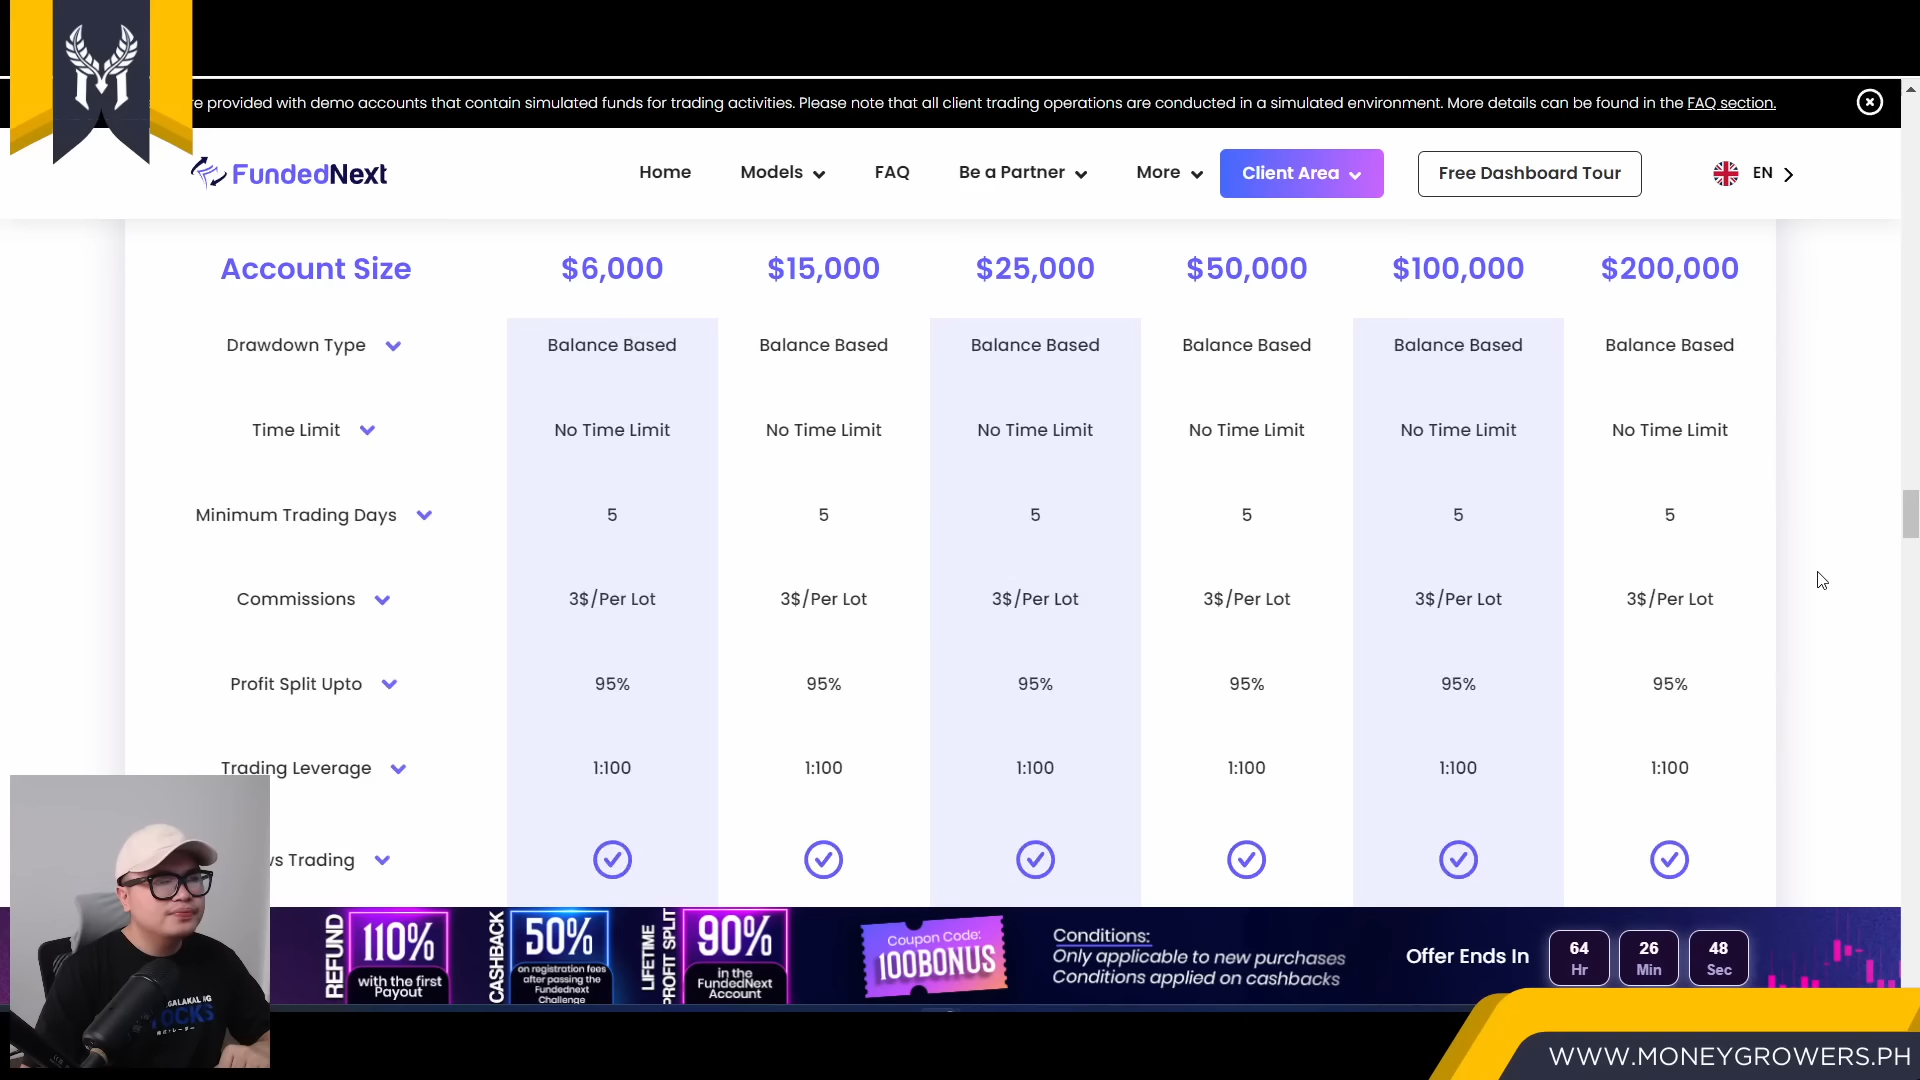 re provided with demo accounts that contain simulated funds for trading activities. Please note that all client trading operations are conducted in a simulated environment. More details can be found in the FAQ section.
M
FundedNext
Home Models FAQ Be a Partner More Client Area Free Dashboard Tour EN
Account Size $6,000 $15,000 $25,000 $50,000 $100,000 $200,000
Drawdown Type Balance Based Balance Based Balance Based Balance Based Balance Based Balance Based
Time Limit No Time Limit No Time Limit No Time Limit No Time Limit No Time Limit No Time Limit
Minimum Trading Days 5 5 5 5 5 5
Commissions 3$/Per Lot 3$/Per Lot 3$/Per Lot 3$/Per Lot 3$/Per Lot 3$/Per Lot
Profit Split Upto 95% 95% 95% 95% 95% 95%
Trading Leverage 1:100 1:100 1:100 1:100 1:100 1:100
ws Trading
REFUND
110%
with the first
Payout
CASHBACK
50%
on registration fees
after passing the
Fundednext
Challenge
LIFETIME
PROFIT SPLIT
90%
in the
FundedNext
Account
Coupon Code:
100BONUS
Conditions:
Only applicable to new purchases
Conditions applied on cashbacks
Offer Ends In
64 Hr
26 Min
48 Sec
WWW.MONEYGROWERS.PH